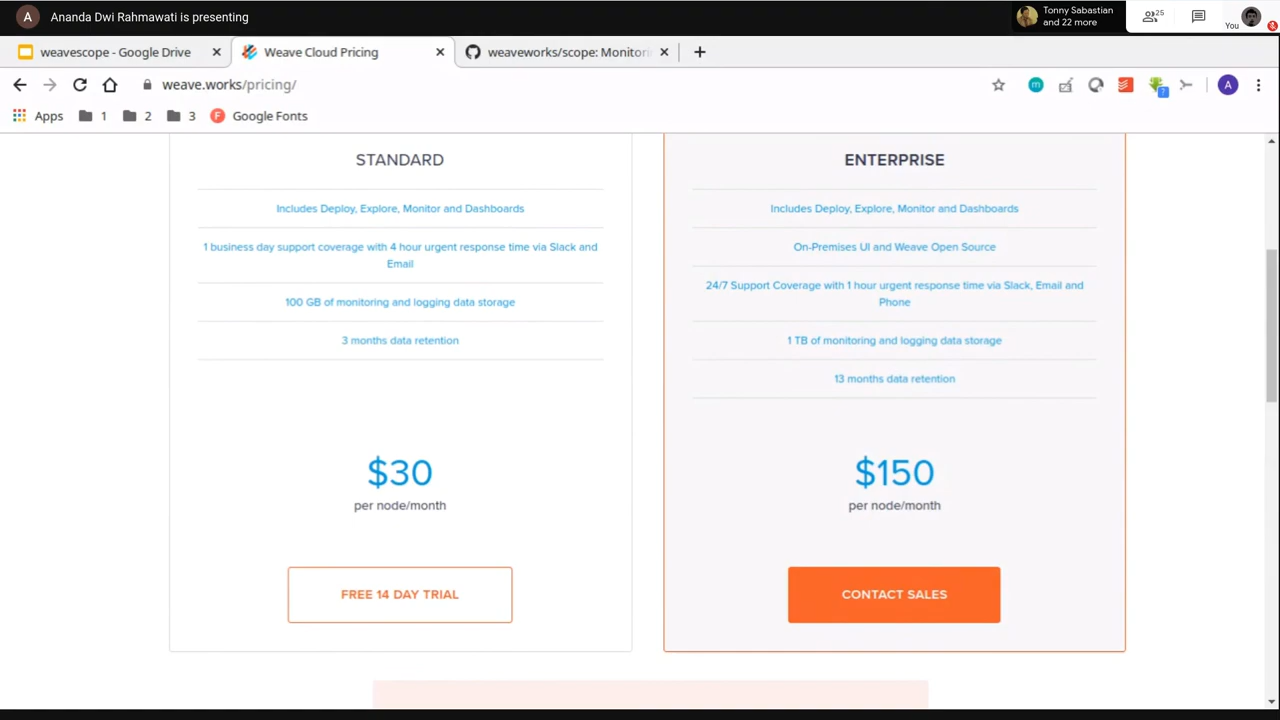 A Ananda Dwi Rahmawati is presenting
Tonny Sabastian
and 22 more
25
You
weavescope - Google Drive
Weave Cloud Pricing
weaveworks/scope: Monitori
weave.works/pricing/
m
7
A
Apps
1
2
3
F Google Fonts
STANDARD
Includes Deploy, Explore, Monitor and Dashboards
1 business day support coverage with 4 hour urgent response time via Slack and
Email
100 GB of monitoring and logging data storage
3 months data retention
$30
per node/month
FREE 14 DAY TRIAL
ENTERPRISE
Includes Deploy, Explore, Monitor and Dashboards
On-Premises UI and Weave Open Source
24/7 Support Coverage with 1 hour urgent response time via Slack, Email and
Phone
1 TB of monitoring and logging data storage
13 months data retention
$150
per node/month
CONTACT SALES